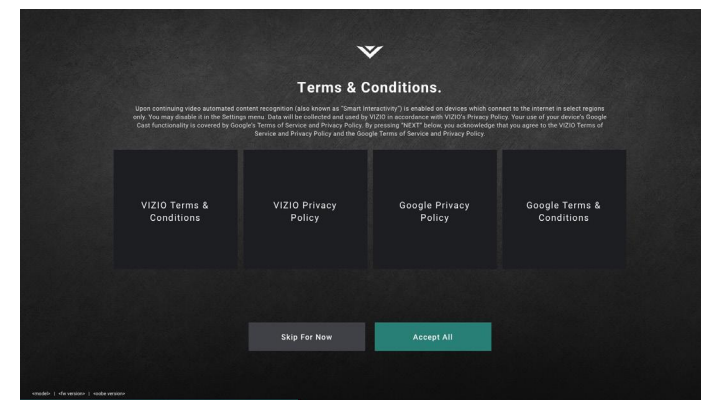 Terms & Conditions.
Upon continuing video automated content recognition (also known as "Smart Interactivity") is enabled on devices which connect to the internet in select regions
only. You may disable it in the Settings menu. Data will be collected and used by VIZIO in accordance with VIZIO's Privacy Policy. Your use of your device's Google
Cast functionality is covered by Google's Terms of Service and Privacy Policy. By pressing "NEXT" below, you acknowledge that you agree to the VIZIO Terms of
Service and Privacy Policy and the Google Terms of Service and Privacy Policy.
VIZIO Terms &
Conditions
VIZIO Privacy
Policy
Google Privacy
Policy
Google Terms &
Conditions
Skip For Now
Accept All
<model> | <fw version> | <oobe version>